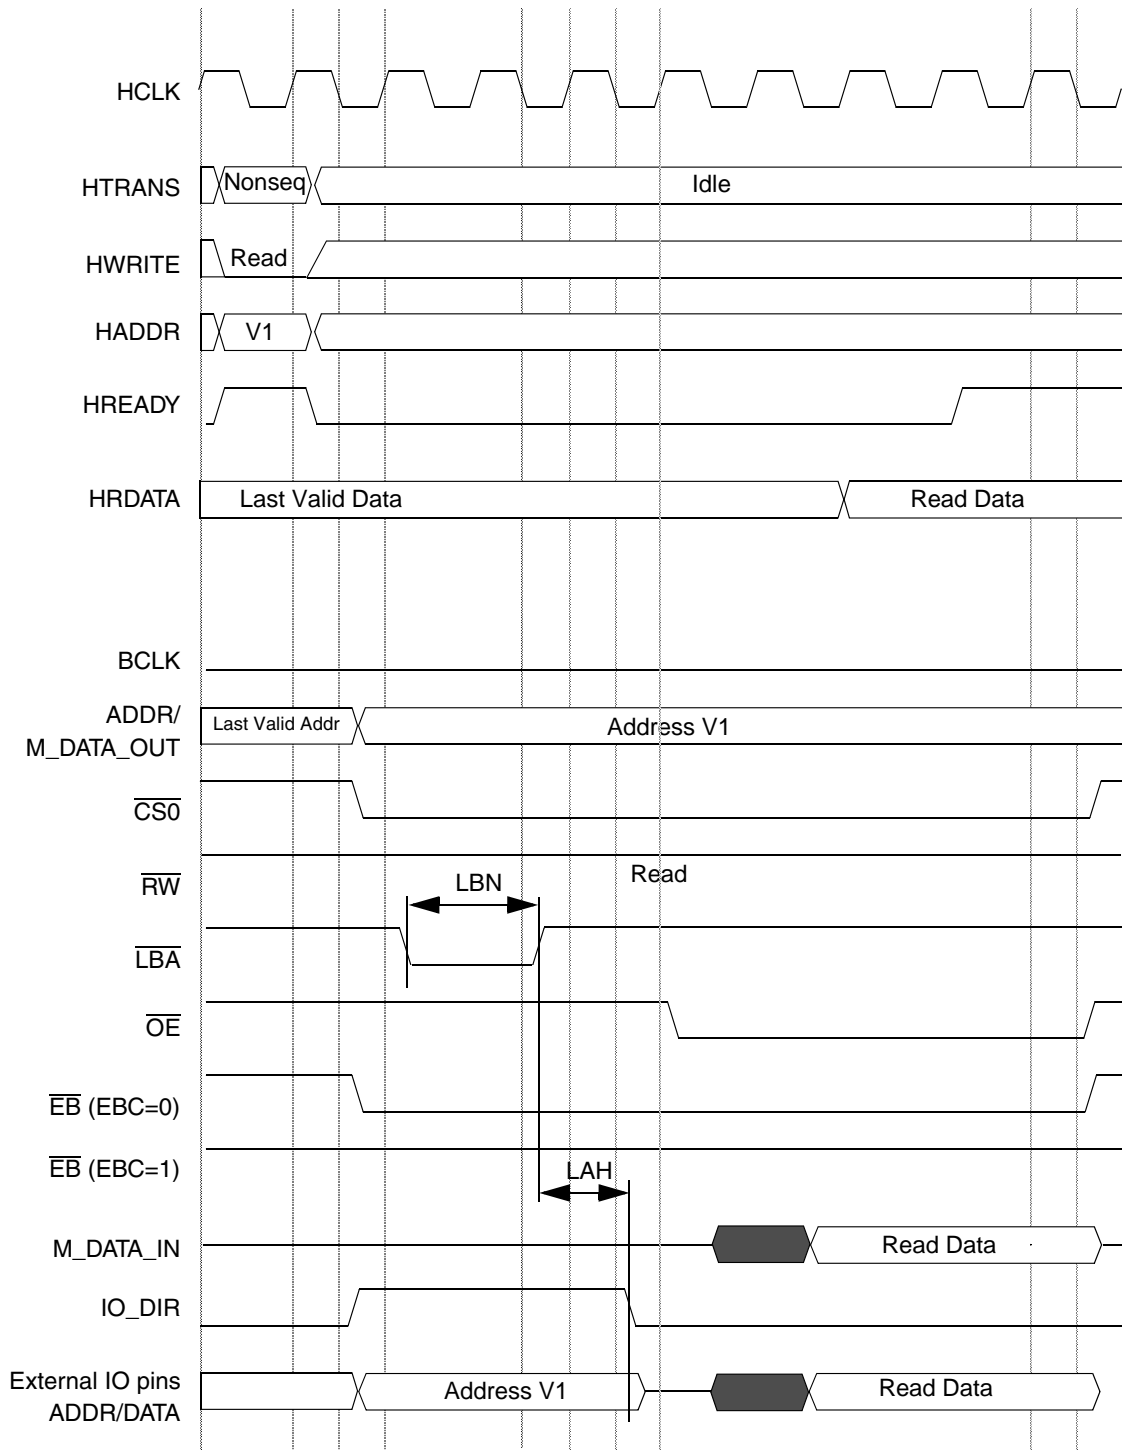 HCLK
HTRANS
Nonseq
Idle
HWRITE
Read
HADDR
V1
HREADY
HRDATA
Last Valid Data
Read Data
BCLK
ADDR/
M_DATA_OUT
Last Valid Addr
Address V1
CS0
RW
Read
LBN
LBA
OE
EB (EBC=0)
EB (EBC=1)
LAH
M_DATA_IN
Read Data
IO_DIR
External IO pins
ADDR/DATA
Address V1
Read Data